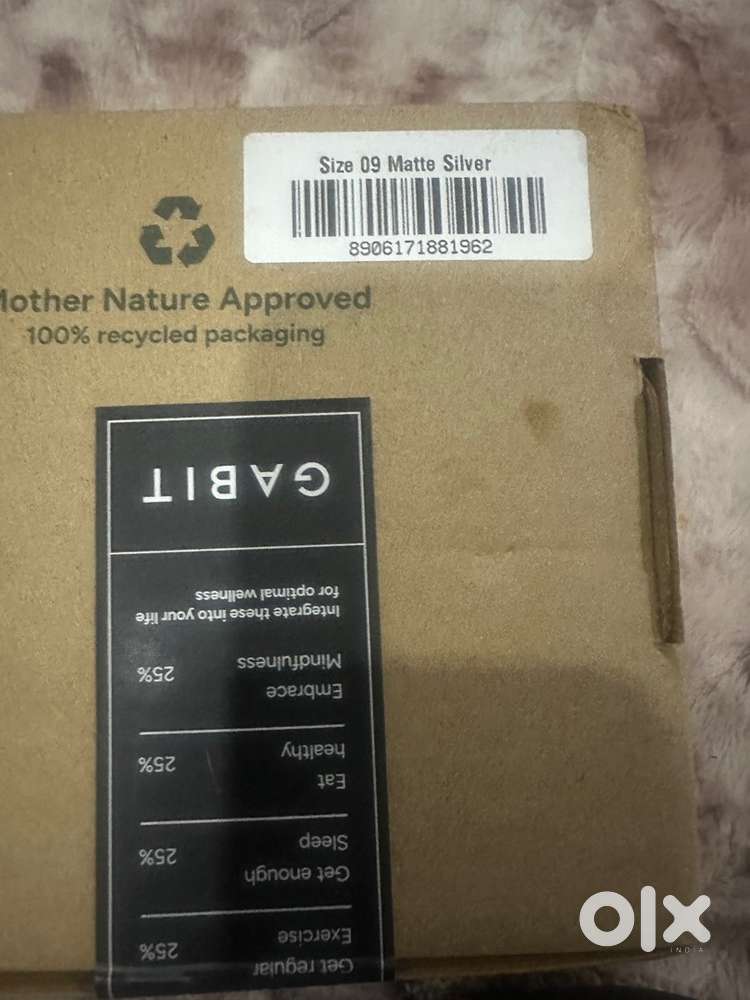 Size 09 Matte Silver
8906171881962
Mother Nature Approved
100% recycled packaging
GABIT
Integrate these into your life
for optimal wellness
Embrace
Mindfulness 25%
Eat
healthy 25%
Get enough
Sleep 25%
Get regular
Exercise 25%
olx
INDIA